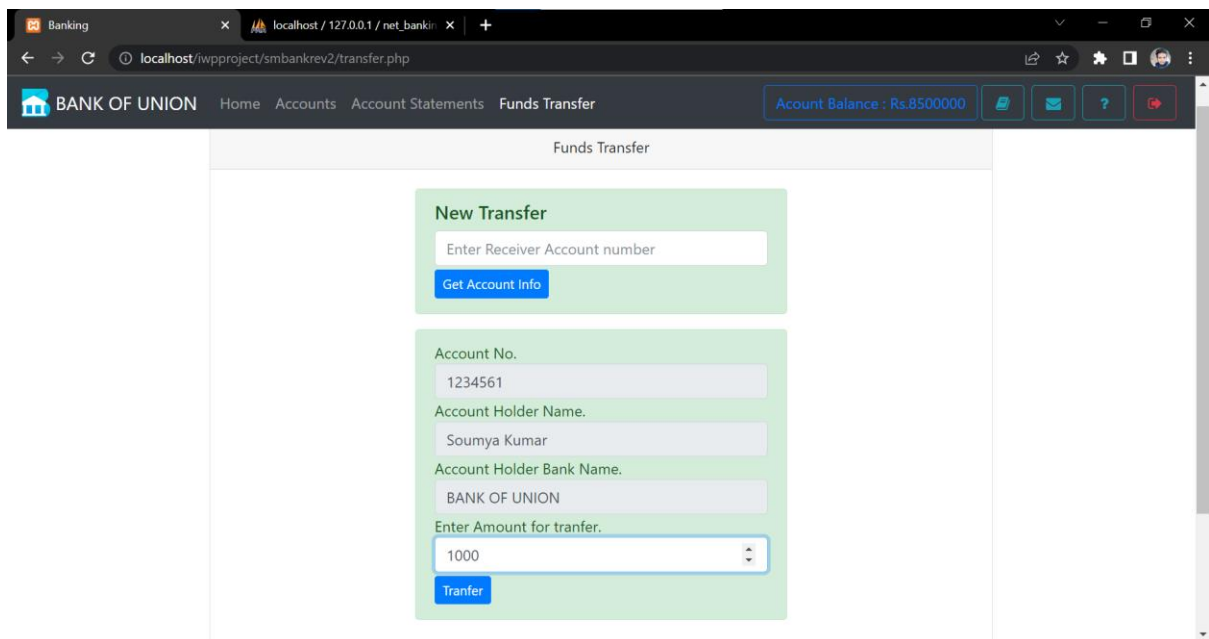 Banking
localhost / 127.0.0.1 / net_bankin
localhost/iwpproject/smbankrev2/transfer.php
BANK OF UNION Home Accounts Account Statements Funds Transfer Acount Balance : Rs.8500000 ?
Funds Transfer
New Transfer
Enter Receiver Account number
Get Account Info
Account No.
1234561
Account Holder Name.
Soumya Kumar
Account Holder Bank Name.
BANK OF UNION
Enter Amount for tranfer.
1000
Tranfer